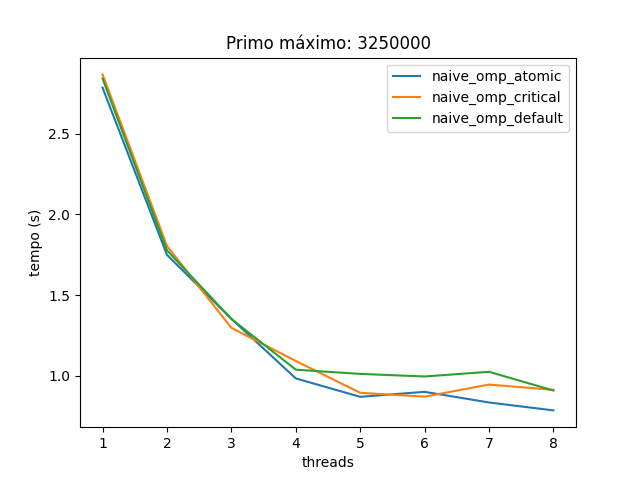 Primo máximo: 3250000
naive_omp_atomic
naive_omp_critical
naive_omp_default
2.5
2.0
1.5
1.0
tempo (s)
1 2 3 4 5 6 7 8
threads